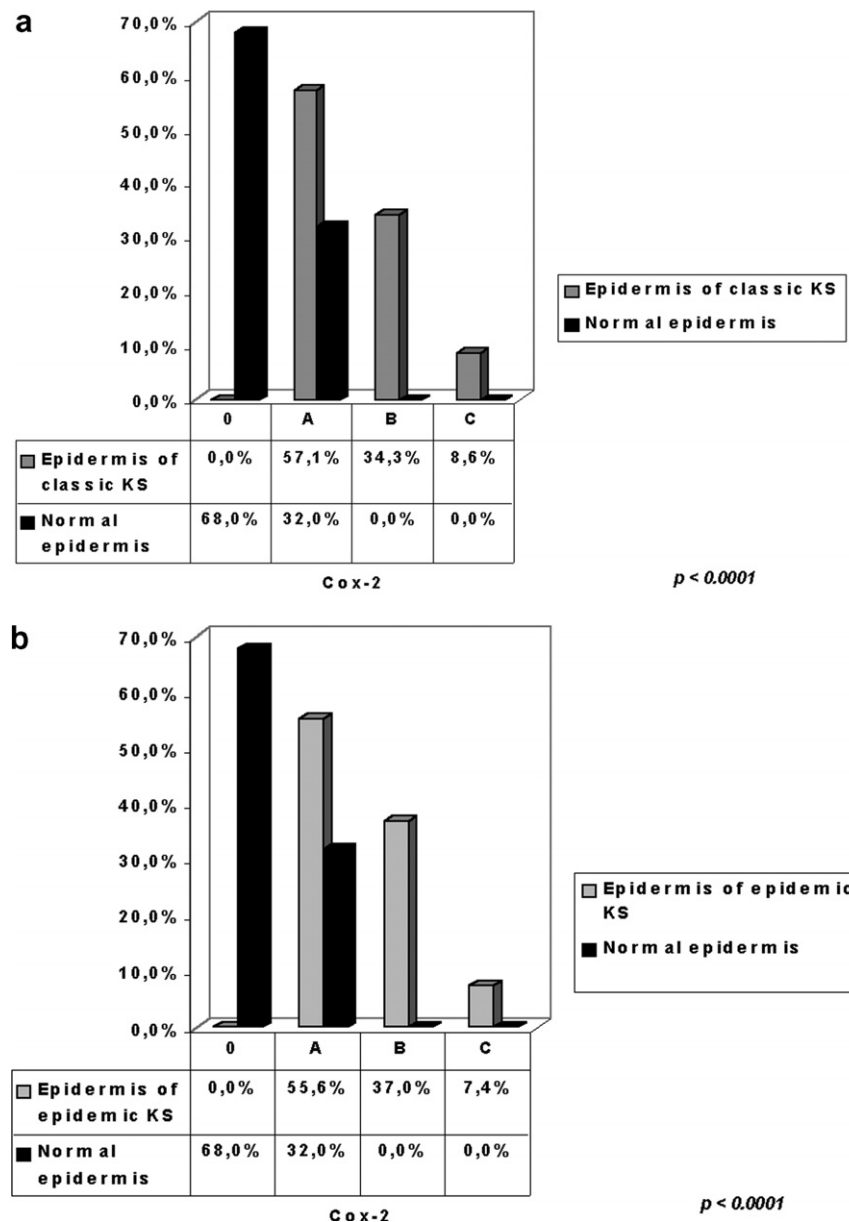 a
70,0%
60,0%
50,0%
40,0%
30,0%
20,0%
10,0%
0,0%
Epidermis of classic KS
Normal epidermis
0 A B C
Epidermis of
classic KS
0,0% 57,1% 34,3% 8,6%
Normal
epidermis
68,0% 32,0% 0,0% 0,0%
Cox-2
p < 0.0001
b
70,0%
60,0%
50,0%
40,0%
30,0%
20,0%
10,0%
0,0%
Epidermis of epidemic
KS
Normal epidermis
0 A B C
Epidermis of
epidemic KS
0,0% 55,6% 37,0% 7,4%
Normal
epidermis
68,0% 32,0% 0,0% 0,0%
Cox-2
p < 0.0001